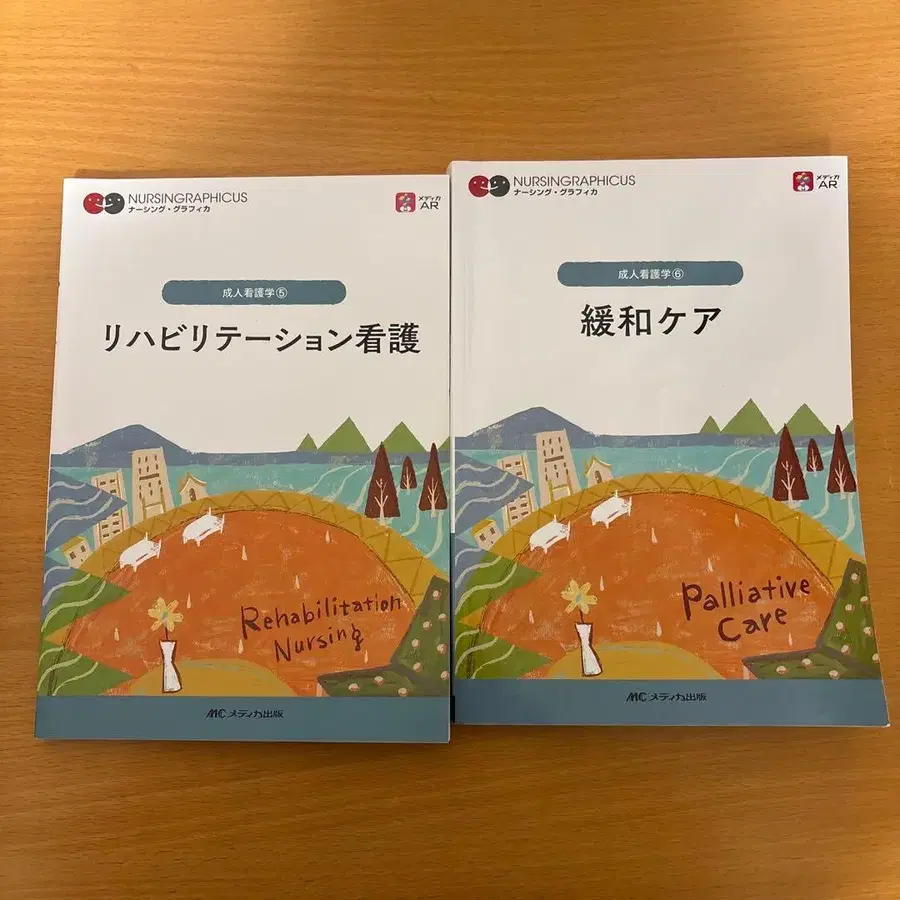 NURSINGRAPHICUS
ナーシング・グラフィカ
メディカ
AR
成人看護学⑤
リハビリテーション看護
Rehabilitation
Nursing
MC メディカ出版
NURSINGRAPHICUS
ナーシング・グラフィカ
メディカ
AR
成人看護学⑥
緩和ケア
Palliative
Care
MC メディカ出版